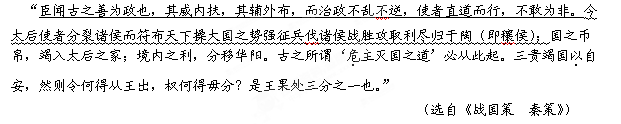 “臣闻古之善为政也，其威内扶，其辅外布，而治政不乱不逆，使者直道而行，不敢为非。今
太后使者分裂诸侯而符布天下操大国之势强征兵伐诸侯战胜攻取利尽归于陶（即穰侯）；国之币
帛，竭入太后之家；境内之利，分移华阳。古之所谓‘危主灭国之道’必从此起。三贵竭国以自
安，然则令何得从王出，权何得毋分？是王果处三分之一也。”
（选自《战国策 秦策》）